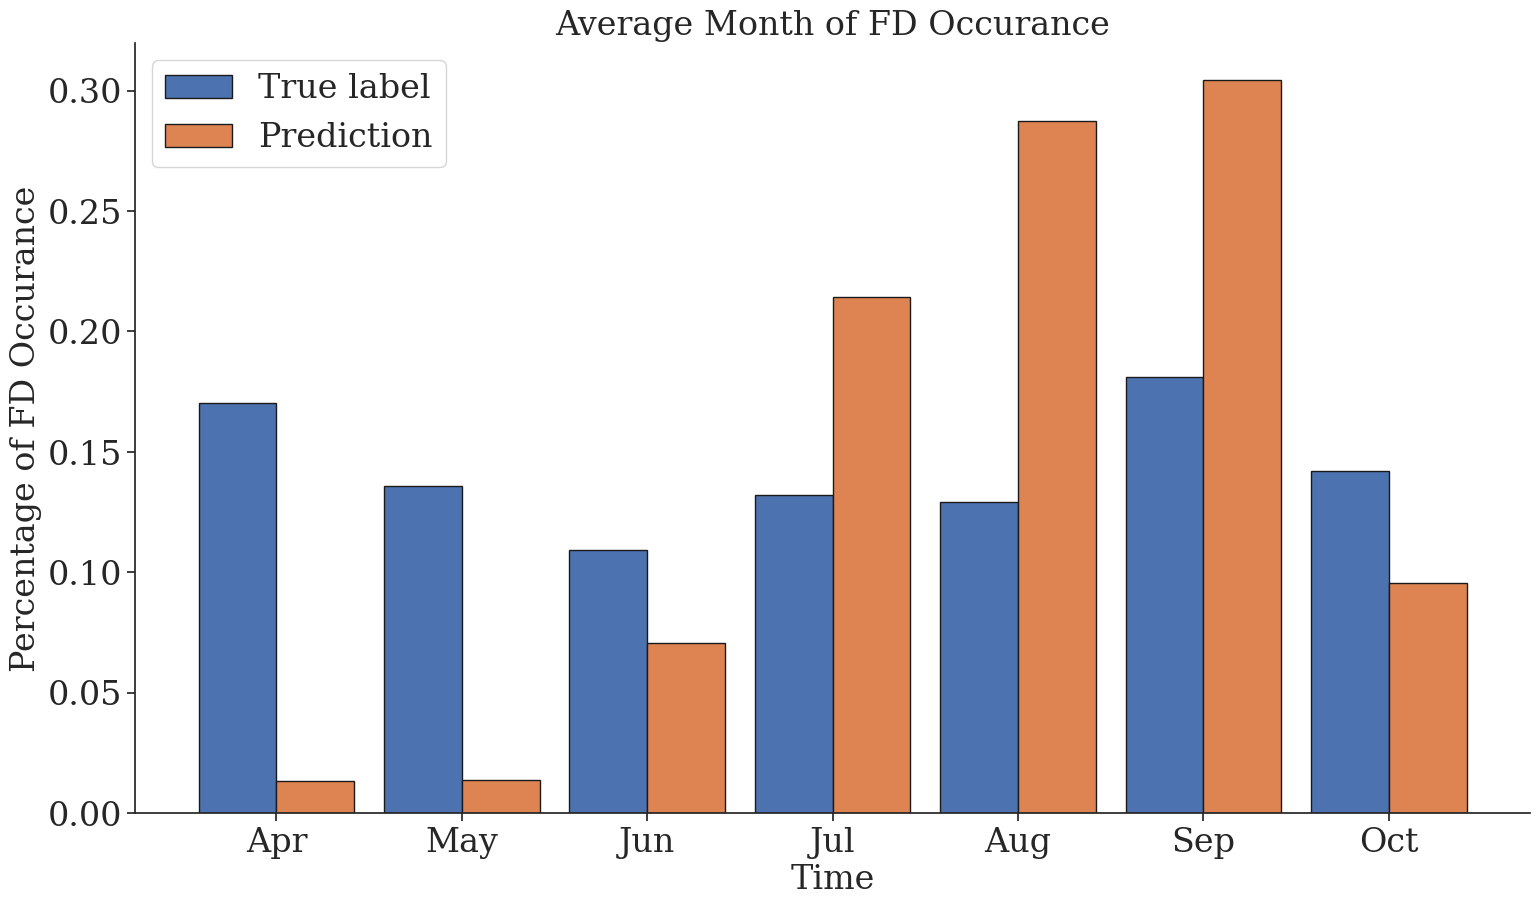 Average Month of FD Occurance
True label
Prediction
Percentage of FD Occurance
0.30
0.25
0.20
0.15
0.10
0.05
0.00
Apr May Jun Jul Aug Sep Oct
Time